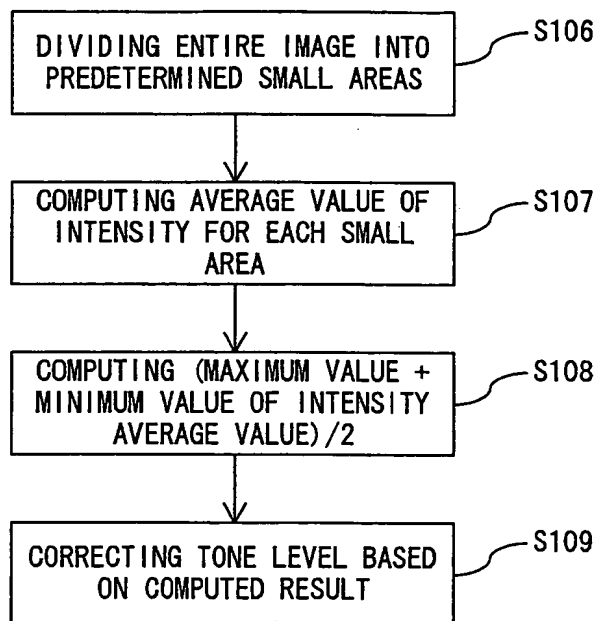 DIVIDING ENTIRE IMAGE INTO
PREDETERMINED SMALL AREAS
S106
COMPUTING AVERAGE VALUE OF
INTENSITY FOR EACH SMALL
AREA
S107
COMPUTING (MAXIMUM VALUE +
MINIMUM VALUE OF INTENSITY
AVERAGE VALUE)/2
S108
CORRECTING TONE LEVEL BASED
ON COMPUTED RESULT
S109